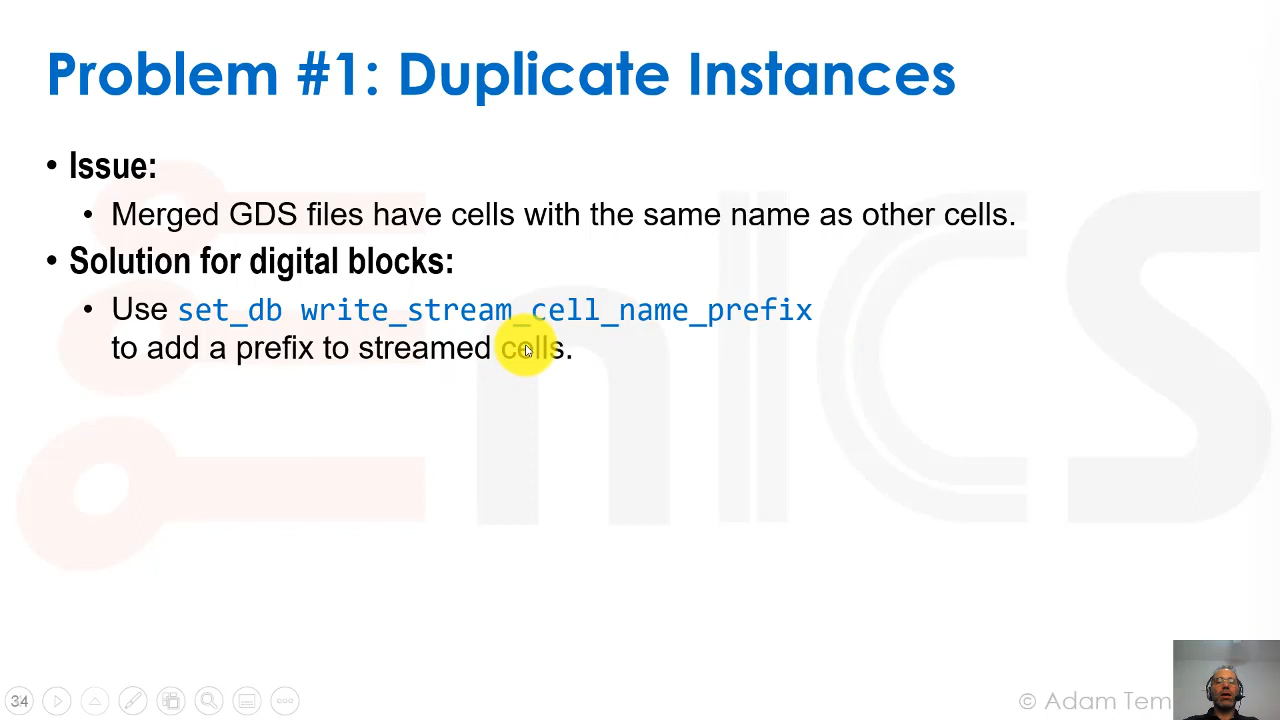 Problem #1: Duplicate Instances
• Issue:
• Merged GDS files have cells with the same name as other cells.
• Solution for digital blocks:
• Use set_db write_stream_cell_name_prefix
to add a prefix to streamed cells.
nICS
34
© Adam Tem